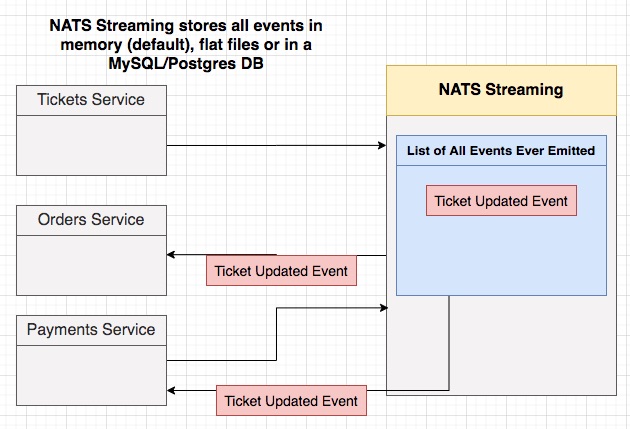 NATS Streaming stores all events in
memory (default), flat files or in a
MySQL/Postgres DB
Tickets Service
NATS Streaming
List of All Events Ever Emitted
Ticket Updated Event
Orders Service
Ticket Updated Event
Payments Service
Ticket Updated Event